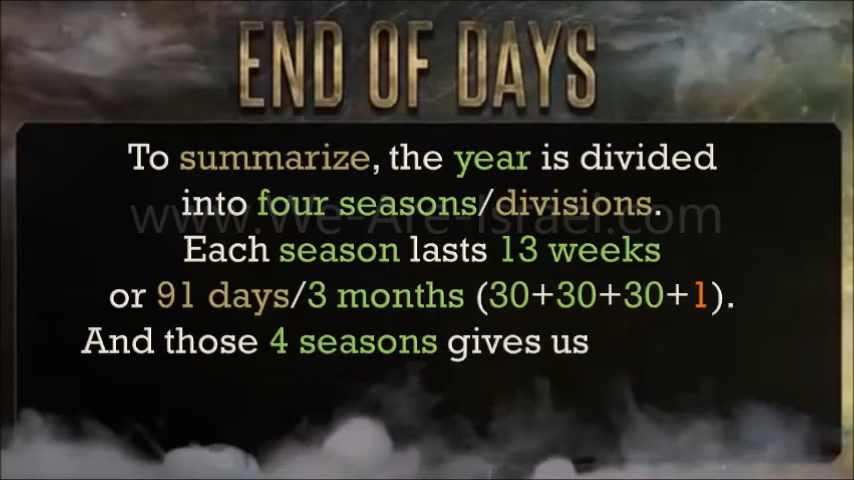 END OF DAYS
To summarize, the year is divided
into four seasons/divisions.
www.We-Are-Israel.com
Each season lasts 13 weeks
or 91 days/3 months (30+30+30+1).
And those 4 seasons gives us